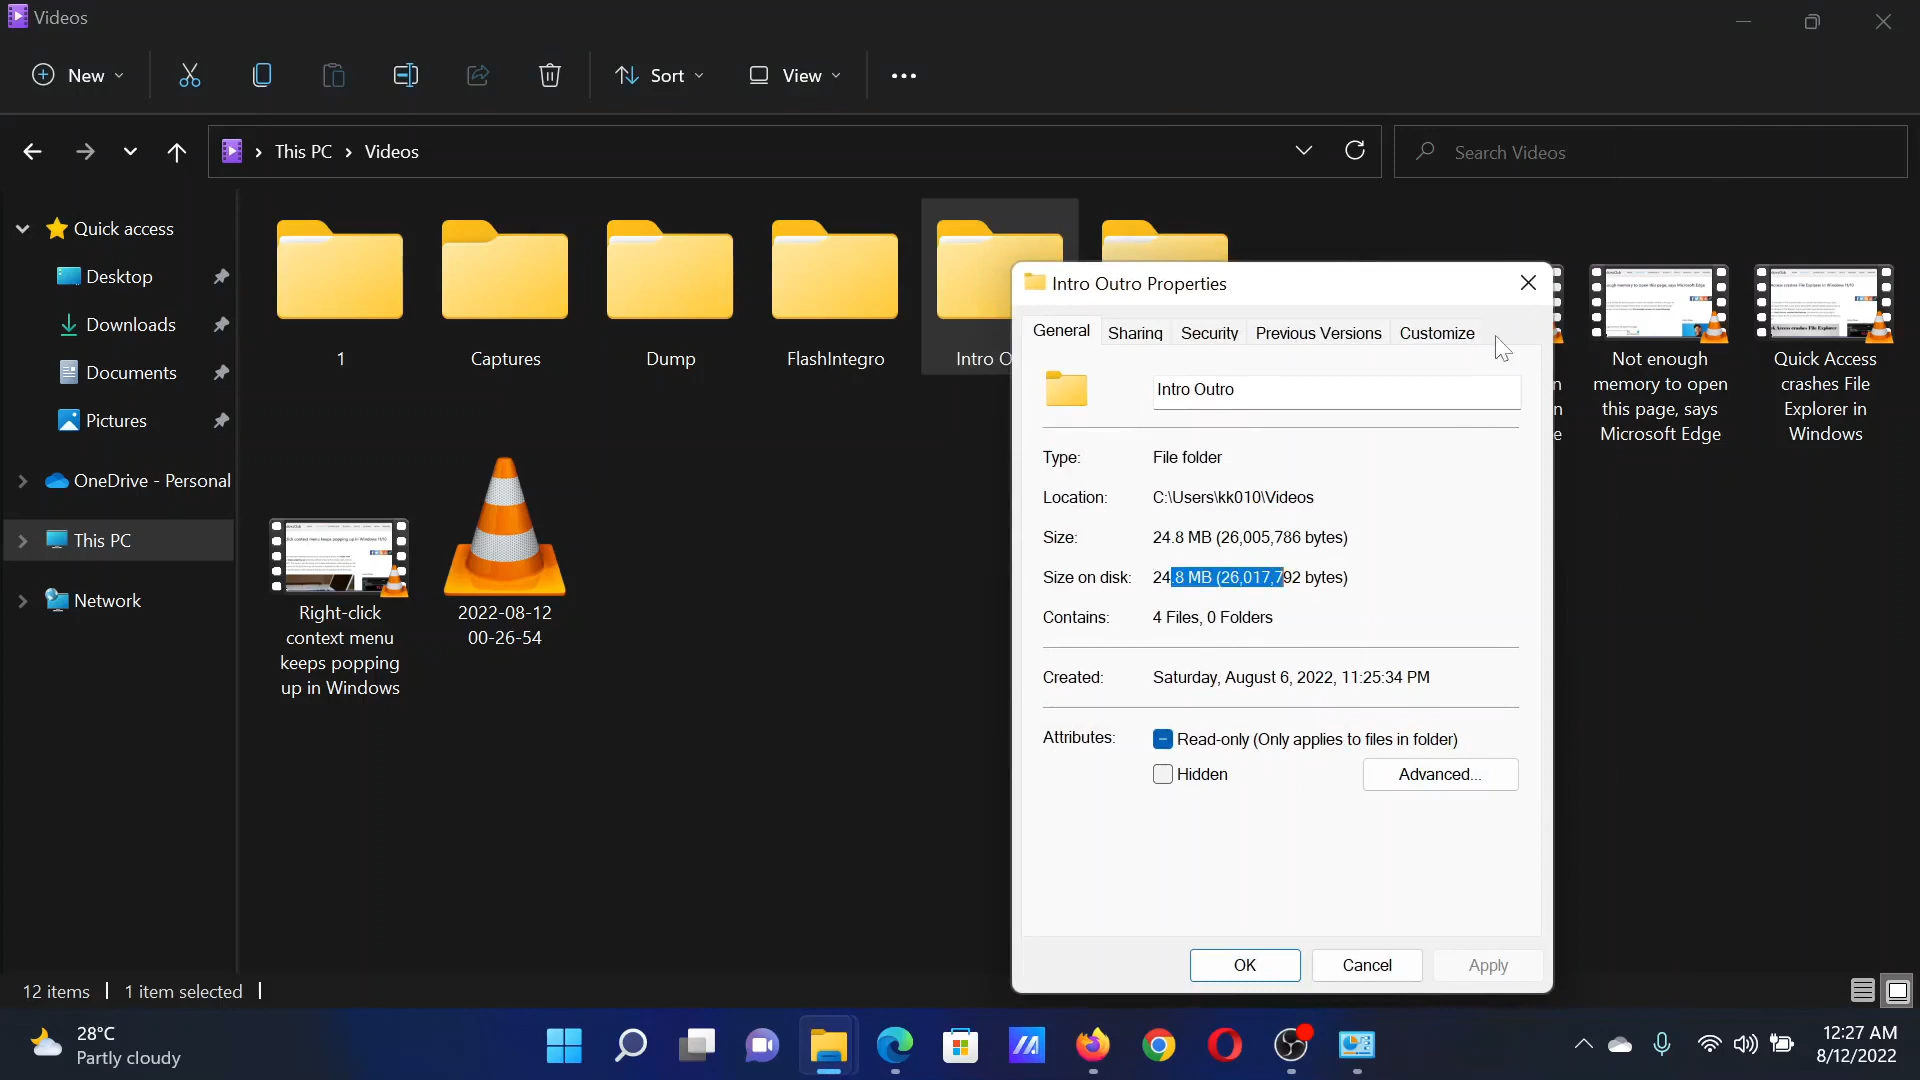 Videos
New
Sort
View
This PC
Videos
Search Videos
Quick access
Desktop
Downloads
Documents
Pictures
OneDrive - Personal
This PC
Network
1
Captures
Dump
FlashIntegro
Intro O
Not enough
memory to open
this page, says
Microsoft Edge
Quick Access
crashes File
Explorer in
Windows
Right-click
context menu
keeps popping
up in Windows
2022-08-12
00-26-54
Intro Outro Properties
General
Sharing
Security
Previous Versions
Customize
Intro Outro
Type: File folder
Location: C:\Users\kk010\Videos
Size: 24.8 MB (26,005,786 bytes)
Size on disk: 24.8 MB (26,017,792 bytes)
Contains: 4 Files, 0 Folders
Created: Saturday, August 6, 2022, 11:25:34 PM
Attributes: Read-only (Only applies to files in folder)
Hidden
Advanced...
OK
Cancel
Apply
12 items
1 item selected
28°C
Partly cloudy
12:27 AM
8/12/2022